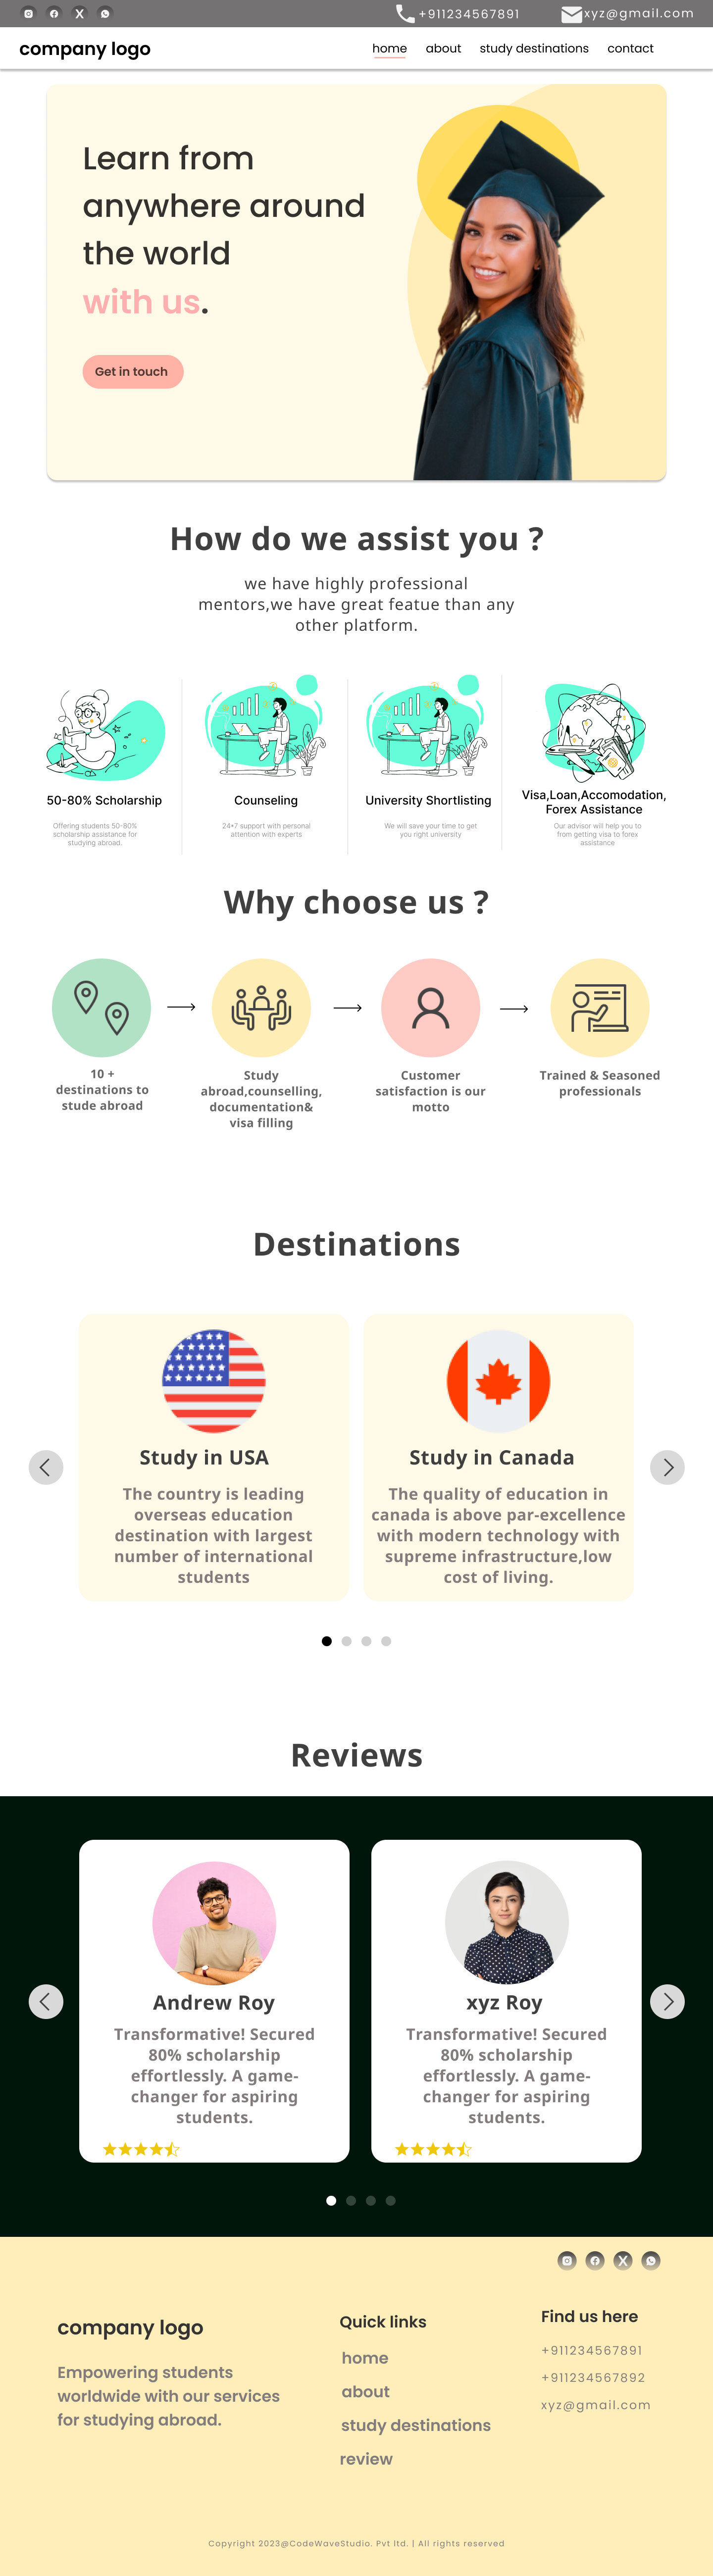 +911234567891 xyz@gmail.com
company logo
home about study destinations contact
Learn from
anywhere around
the world
with us.
Get in touch
How do we assist you ?
we have highly professional
mentors,we have great featue than any
other platform.
50-80% Scholarship
Offering students 50-80%
scholarship assistance for
studying abroad.
Counseling
24*7 support with personal
attention with experts
University Shortlisting
We will save your time to get
you right university
Visa,Loan,Accomodation,
Forex Assistance
Our advisor will help you to
from getting visa to forex
assistance
Why choose us ?
10 +
destinations to
stude abroad
Study
abroad,counselling,
documentation&
visa filling
Customer
satisfaction is our
motto
Trained & Seasoned
professionals
Destinations
Study in USA
The country is leading
overseas education
destination with largest
number of international
students
Study in Canada
The quality of education in
canada is above par-excellence
with modern technology with
supreme infrastructure,low
cost of living.
Reviews
Andrew Roy
Transformative! Secured
80% scholarship
effortlessly. A game-
changer for aspiring
students.
xyz Roy
Transformative! Secured
80% scholarship
effortlessly. A game-
changer for aspiring
students.
company logo
Empowering students
worldwide with our services
for studying abroad.
Quick links
home
about
study destinations
review
Find us here
+911234567891
+911234567892
xyz@gmail.com
Copyright 2023@CodeWaveStudio. Pvt ltd. | All rights reserved